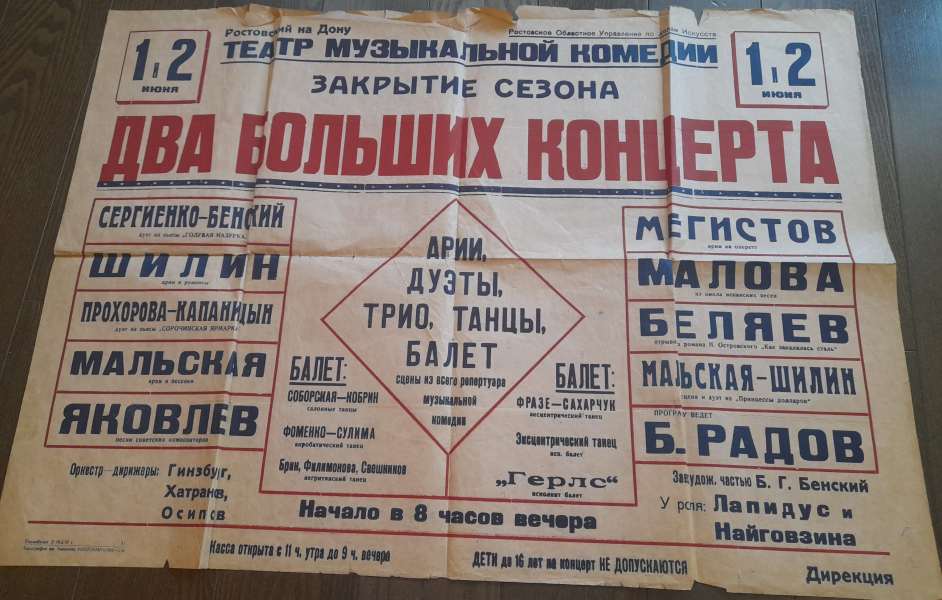 Ростовский на Дону
Ростовское Областное Управление по делам Искусств
ТЕАТР МУЗЫКАЛЬНОЙ КОМЕДИИ
1 и 2
июня
1 и 2
июня
ЗАКРЫТИЕ СЕЗОНА
ДВА БОЛЬШИХ КОНЦЕРТА
СЕРГИЕНКО-БЕНСКИЙ
дуэт из пьесы „ГОЛУБАЯ МАЗУРКА"
ШИЛИН
арии и романсы
ПРОХОРОВА-КАПАНИЦЫН
дуэт из пьесы „СОРОЧИНСКАЯ ЯРМАРКА"
МАЛЬСКАЯ
арии и песенки
ЯКОВЛЕВ
песни советских композиторов
Оркестр—дирижеры: Гинзбург,
Хатранов,
Осипов
АРИИ,
ДУЭТЫ,
ТРИО, ТАНЦЫ,
БАЛЕТ
сцены из всего репертуара
музыкальной
комедии
БАЛЕТ:
СОБОРСКАЯ—КОБРИН
салонные танцы
ФОМЕНКО—СУЛИМА
акробатический танец
Брик, Филимонова, Свешников
негритянский танец
БАЛЕТ:
ФРАЗЕ—САХАРЧУК
эксцентрический танец
Эксцентрический танец
исп. балет
„Герлс"
исполнит балет
МЕГИСТОВ
арии из оперетт
МАЛОВА
из цикла испанских песен
БЕЛЯЕВ
отрывок романа Н. Островского „Как закалялась сталь"
МАЛЬСКАЯ-ШИЛИН
сцена и дуэт из „Принцессы долларов"
ПРОГРАММУ ВЕДЕТ
Б. РАДОВ
Зав. худож. частью Б. Г. Бенский
У рояля: Лапидус и
Найговзина
Начало в 8 часов вечера
Касса открыта с 11 ч. утра до 9 ч. вечера
ДЕТИ до 16 лет на концерт НЕ ДОПУСКАЮТСЯ
Дирекция